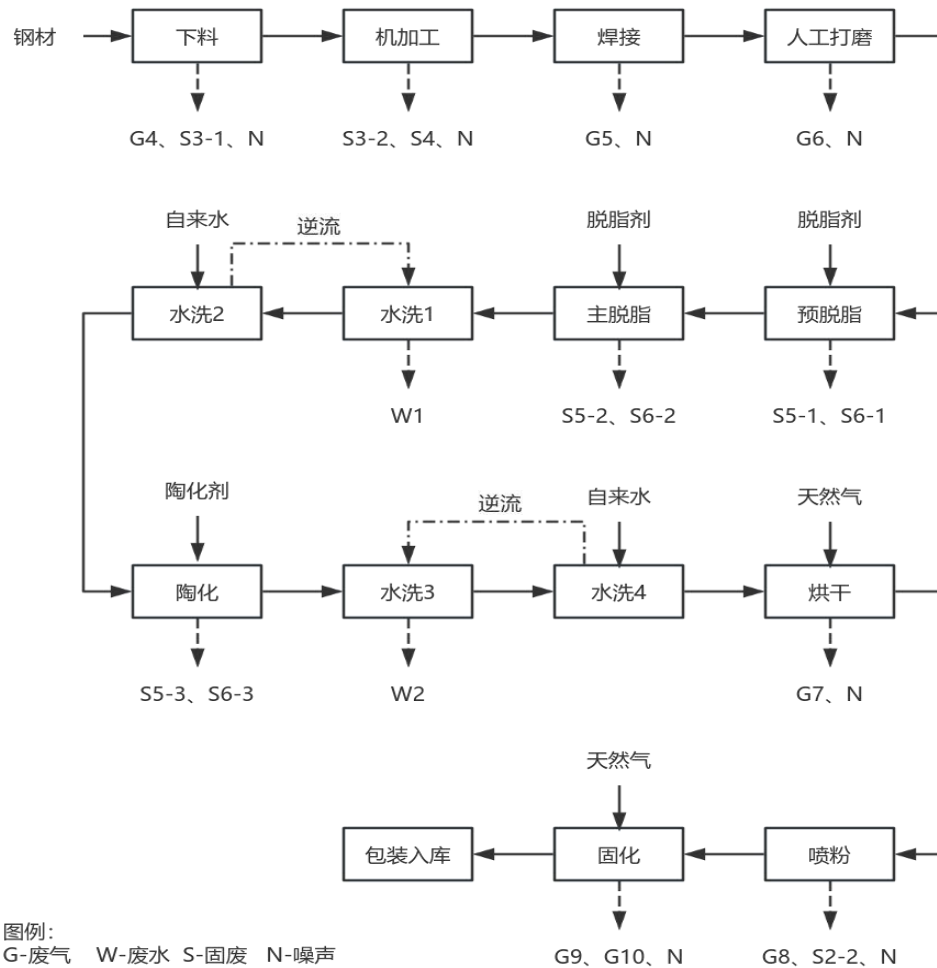 钢材 下料 机加工 焊接 人工打磨
G4、S3-1、N S3-2、S4、N G5、N G6、N
自来水 逆流 脱脂剂 脱脂剂
水洗2 水洗1 主脱脂 预脱脂
W1 S5-2、S6-2 S5-1、S6-1
陶化剂 逆流 自来水 天然气
陶化 水洗3 水洗4 烘干
S5-3、S6-3 W2 G7、N
天然气
包装入库 固化 喷粉
图例：
G-废气 W-废水 S-固废 N-噪声 G9、G10、N G8、S2-2、N